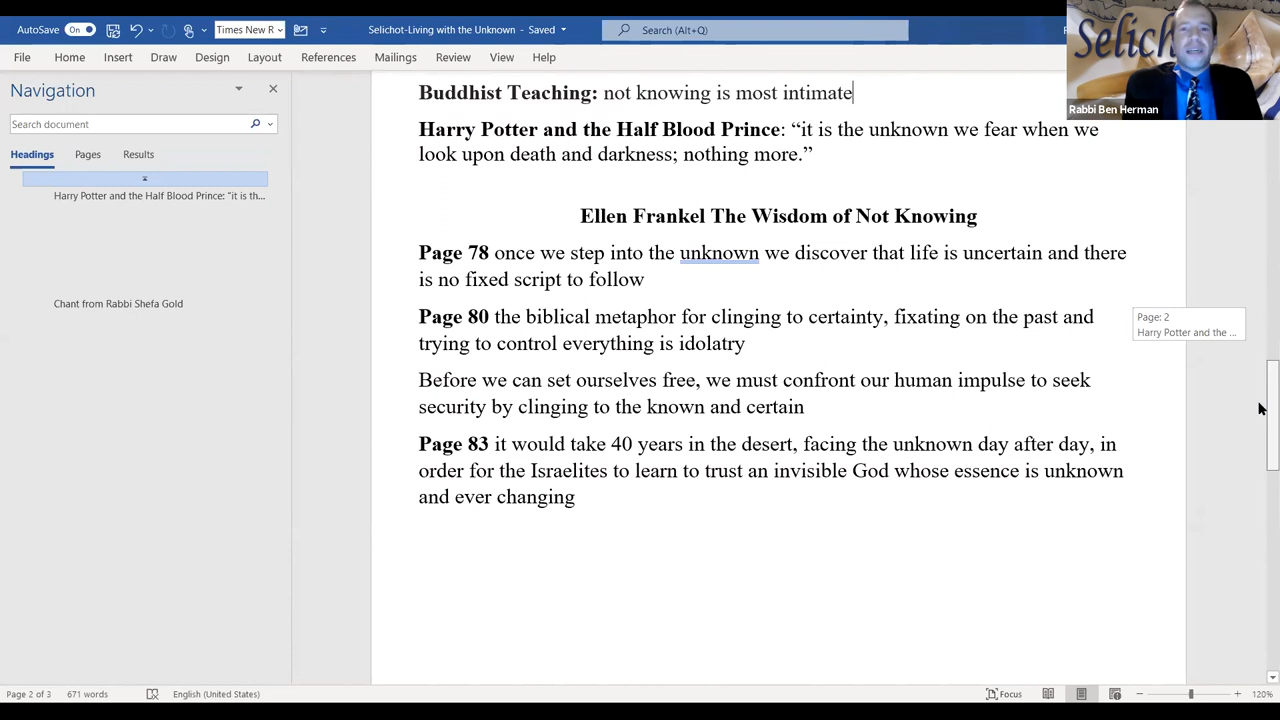 AutoSave On Times New R Selichot-Living with the Unknown - Saved Search (Alt+Q)
Selich
File Home Insert Draw Design Layout References Mailings Review View Help
Rabbi Ben Herman
Navigation
Search document
Headings Pages Results
Harry Potter and the Half Blood Prince: "it is th...
Chant from Rabbi Shefa Gold
Buddhist Teaching: not knowing is most intimate
Harry Potter and the Half Blood Prince: “it is the unknown we fear when we
look upon death and darkness; nothing more.”
Ellen Frankel The Wisdom of Not Knowing
Page 78 once we step into the unknown we discover that life is uncertain and there
is no fixed script to follow
Page 80 the biblical metaphor for clinging to certainty, fixating on the past and
trying to control everything is idolatry
Before we can set ourselves free, we must confront our human impulse to seek
security by clinging to the known and certain
Page 83 it would take 40 years in the desert, facing the unknown day after day, in
order for the Israelites to learn to trust an invisible God whose essence is unknown
and ever changing
Page: 2
Harry Potter and the ...
Page 2 of 3 671 words English (United States) Focus 120%